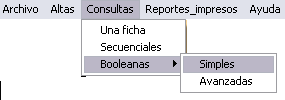 Archivo Altas Consultas Reportes_impresos Ayuda
Una ficha
Secuenciales
Booleanas Simples
Avanzadas